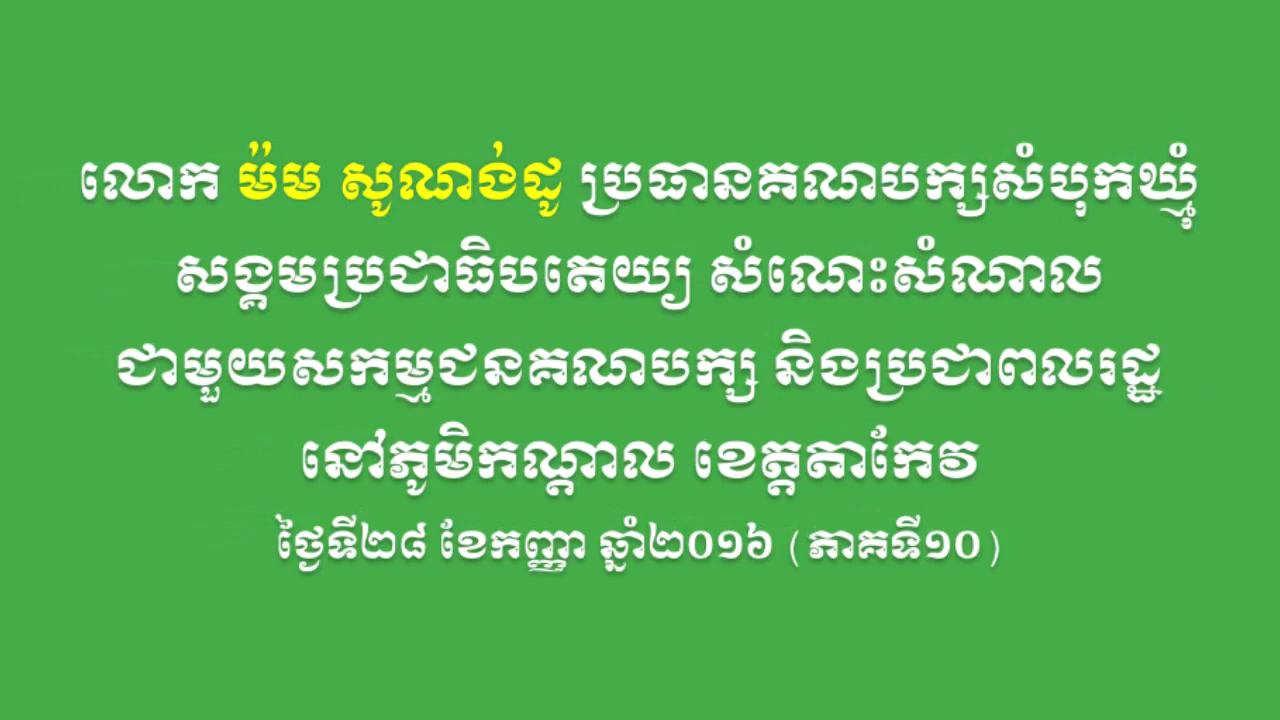 លោក ម៉ម សូណង់ដូ ប្រធានគណបក្សសំបុកឃ្មុំ
សង្គមប្រជាធិបតេយ្យ សំណេះសំណាល
ជាមួយសកម្មជនគណបក្ស និងប្រជាពលរដ្ឋ
នៅភូមិកណ្ដាល ខេត្តតាកែវ
ថ្ងៃទី២៨ ខែកញ្ញា ឆ្នាំ២០១៦ (ភាគទី១០)